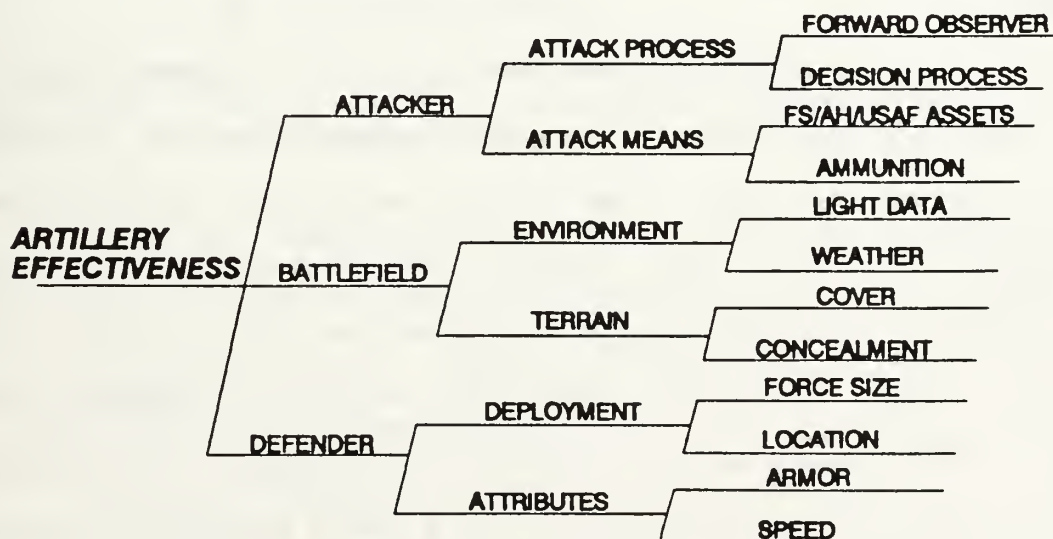 FORWARD OBSERVER
ATTACK PROCESS
DECISION PROCESS
ATTACKER
FS/AH/USAF ASSETS
ATTACK MEANS
AMMUNITION
LIGHT DATA
ENVIRONMENT
WEATHER
ARTILLERY
EFFECTIVENESS
BATTLEFIELD
COVER
TERRAIN
CONCEALMENT
FORCE SIZE
DEPLOYMENT
LOCATION
DEFENDER
ARMOR
ATTRIBUTES
SPEED